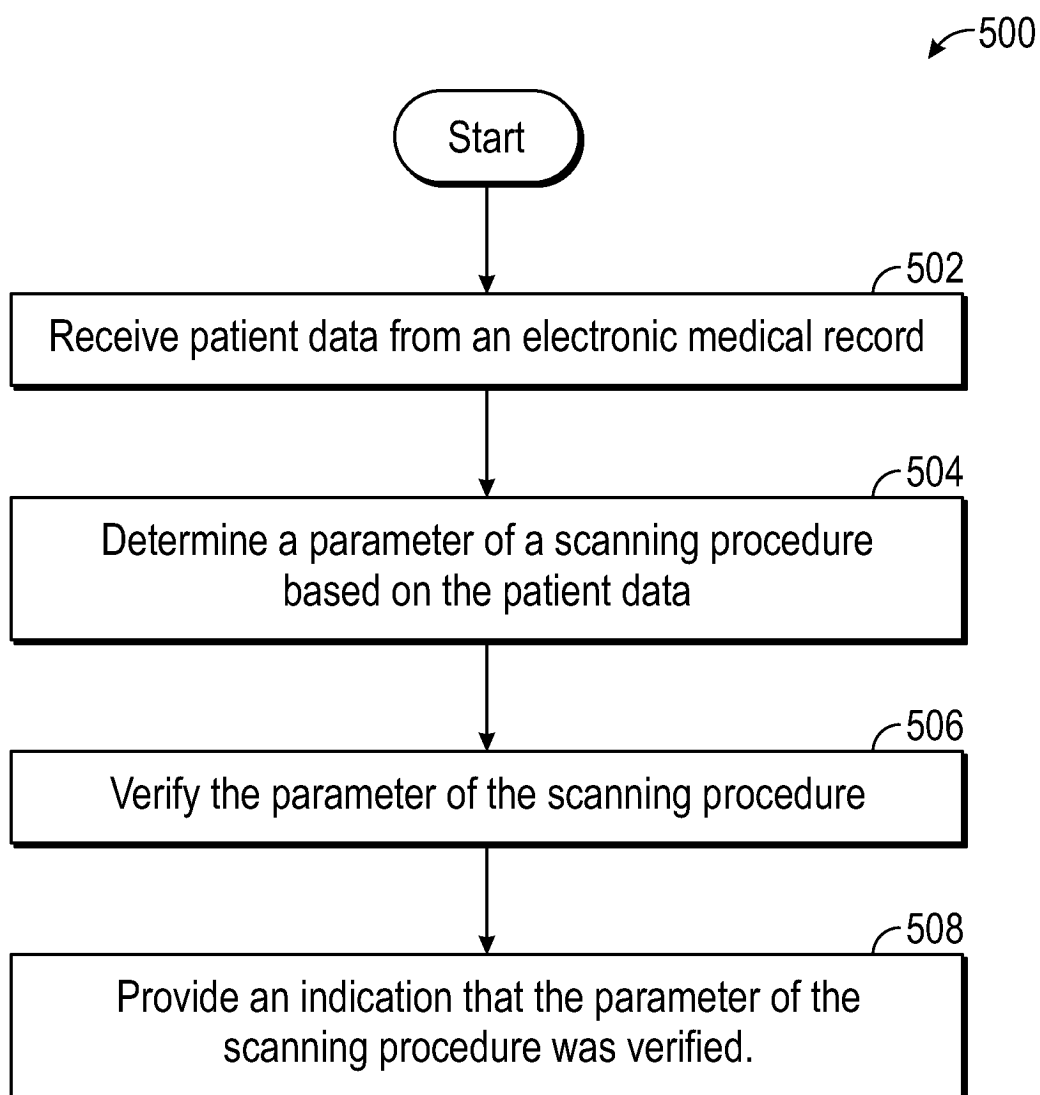 500
Start
502
Receive patient data from an electronic medical record
504
Determine a parameter of a scanning procedure
based on the patient data
506
Verify the parameter of the scanning procedure
508
Provide an indication that the parameter of the
scanning procedure was verified.